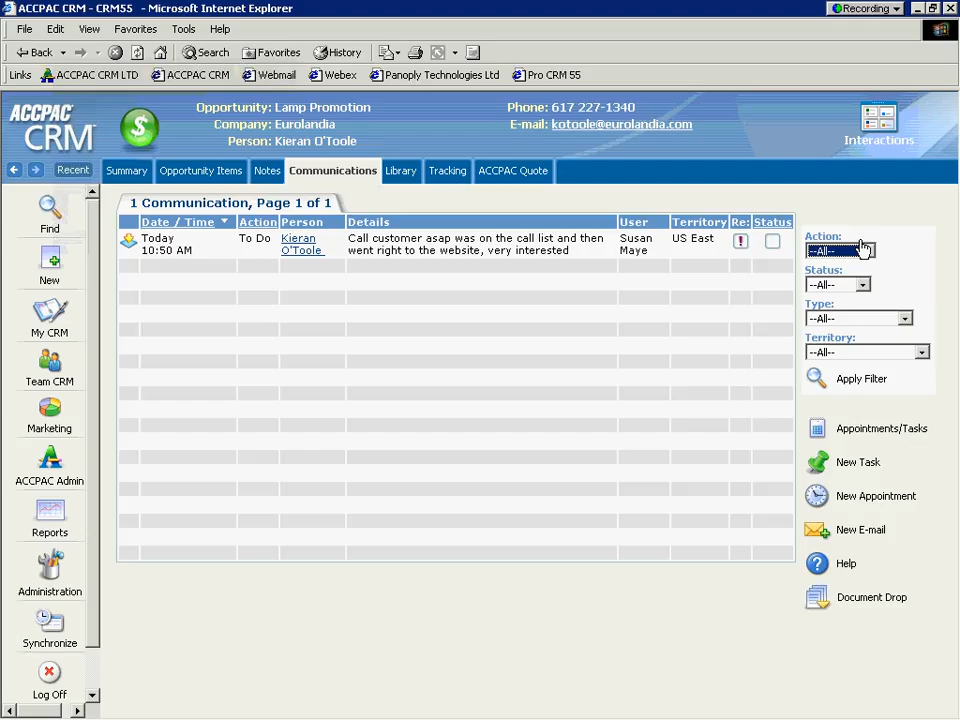 ACCPAC CRM - CRM55 - Microsoft Internet Explorer
Recording
File Edit View Favorites Tools Help
Back Search Favorites History
Links ACCPAC CRM LTD ACCPAC CRM Webmail Webex Panoply Technologies Ltd Pro CRM 55
ACCPAC
CRM
$
Opportunity: Lamp Promotion
Company: Eurolandia
Person: Kieran O'Toole
Phone: 617 227-1340
E-mail: kotoole@eurolandia.com
Interactions
Recent
Summary Opportunity Items Notes Communications Library Tracking ACCPAC Quote
Find
New
My CRM
Team CRM
Marketing
ACCPAC Admin
Reports
Administration
Synchronize
Log Off
1 Communication, Page 1 of 1
Date / Time Action Person Details User Territory Re: Status
Today To Do Kieran Call customer asap was on the call list and then Susan US East !
10:50 AM O'Toole went right to the website, very interested Maye
Action:
--All--
Status:
--All--
Type:
--All--
Territory:
--All--
Apply Filter
Appointments/Tasks
New Task
New Appointment
New E-mail
? Help
Document Drop